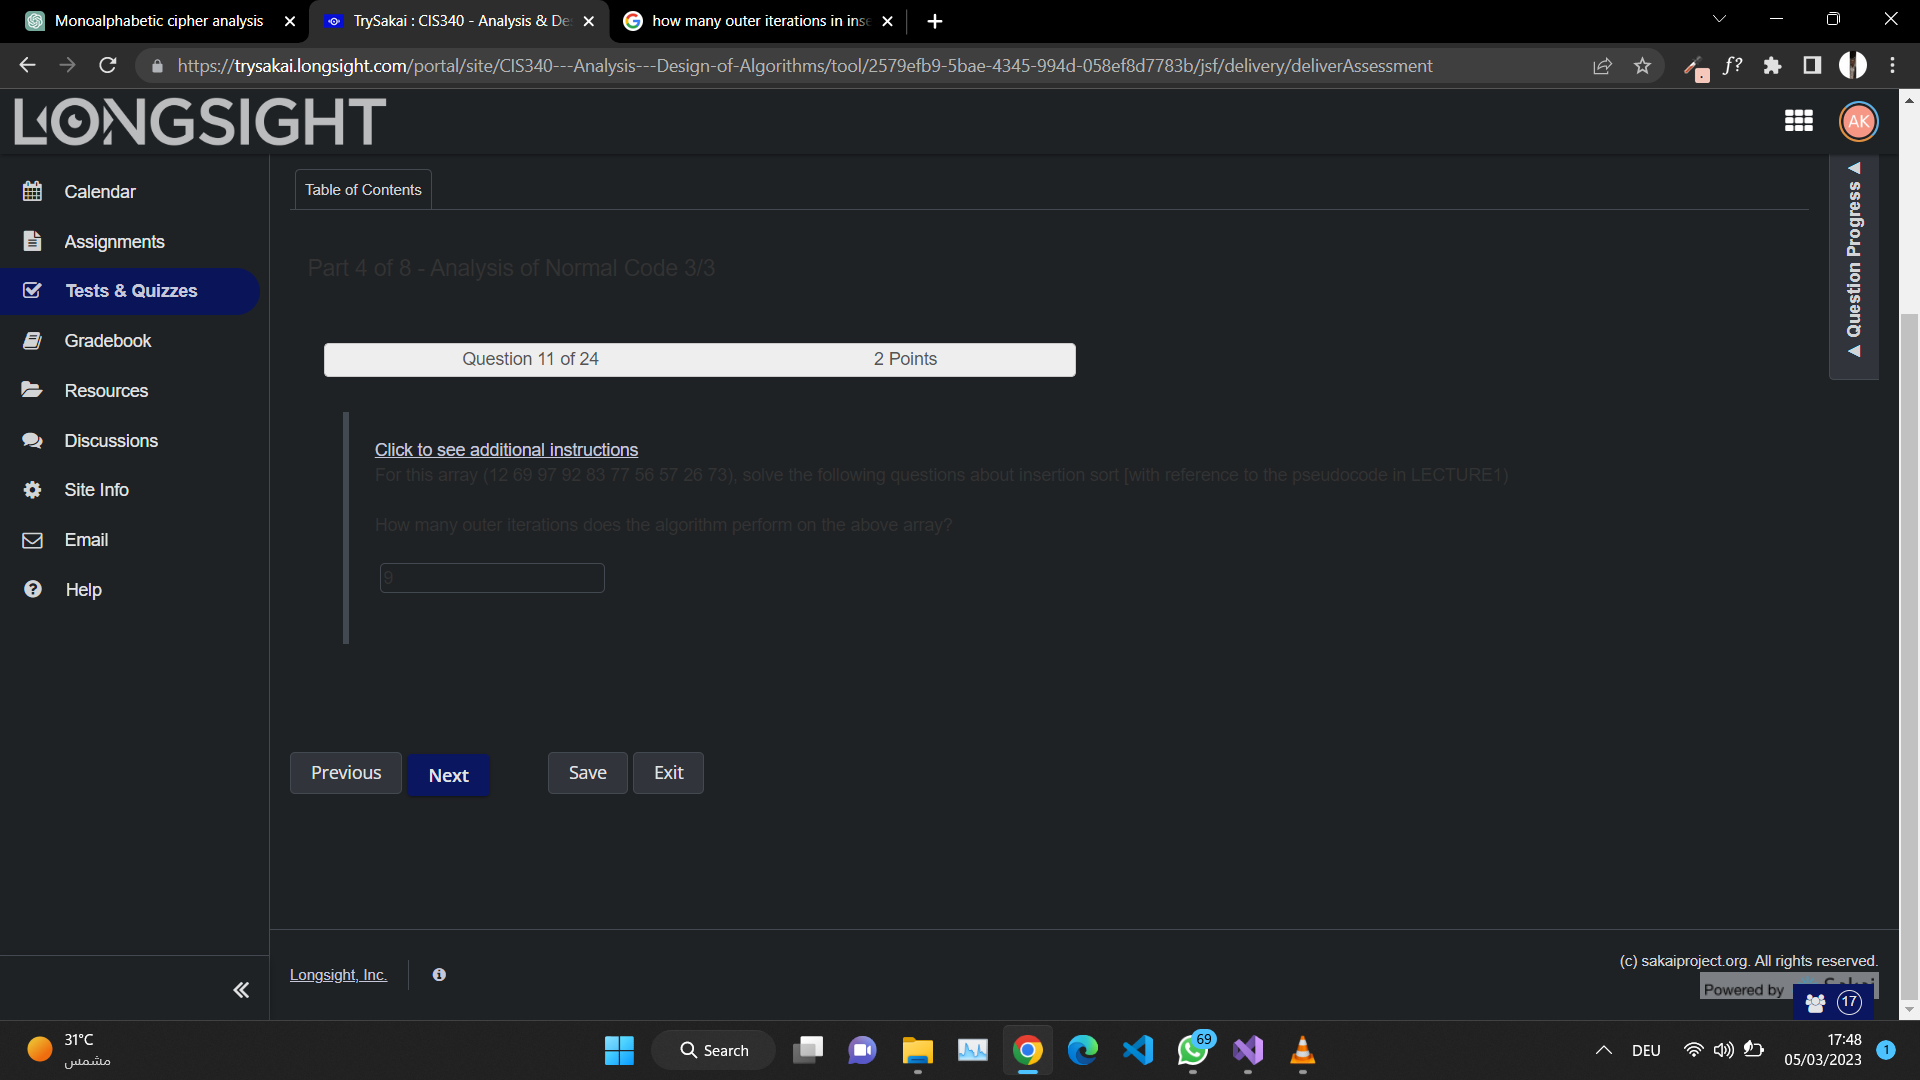 Monoalphabetic cipher analysis
TrySakai : CIS340 - Analysis & De
how many outer iterations in inse
https://trysakai.longsight.com/portal/site/CIS340---Analysis---Design-of-Algorithms/tool/2579efb9-5bae-4345-994d-058ef8d7783b/jsf/delivery/deliverAssessment
f?
LONGSIGHT
AK
Calendar
Assignments
Tests & Quizzes
Gradebook
Resources
Discussions
Site Info
Email
Help
Table of Contents
Question Progress
Part 4 of 8 - Analysis of Normal Code 3/3
Question 11 of 24
2 Points
Click to see additional instructions
For this array (12 69 97 92 83 77 56 57 26 73), solve the following questions about insertion sort [with reference to the pseudocode in LECTURE1)
How many outer iterations does the algorithm perform on the above array?
9
Previous
Next
Save
Exit
Longsight, Inc.
(c) sakaiproject.org. All rights reserved.
Powered by
17
31°C
مشمس
Search
69
DEU
17:48
05/03/2023
1